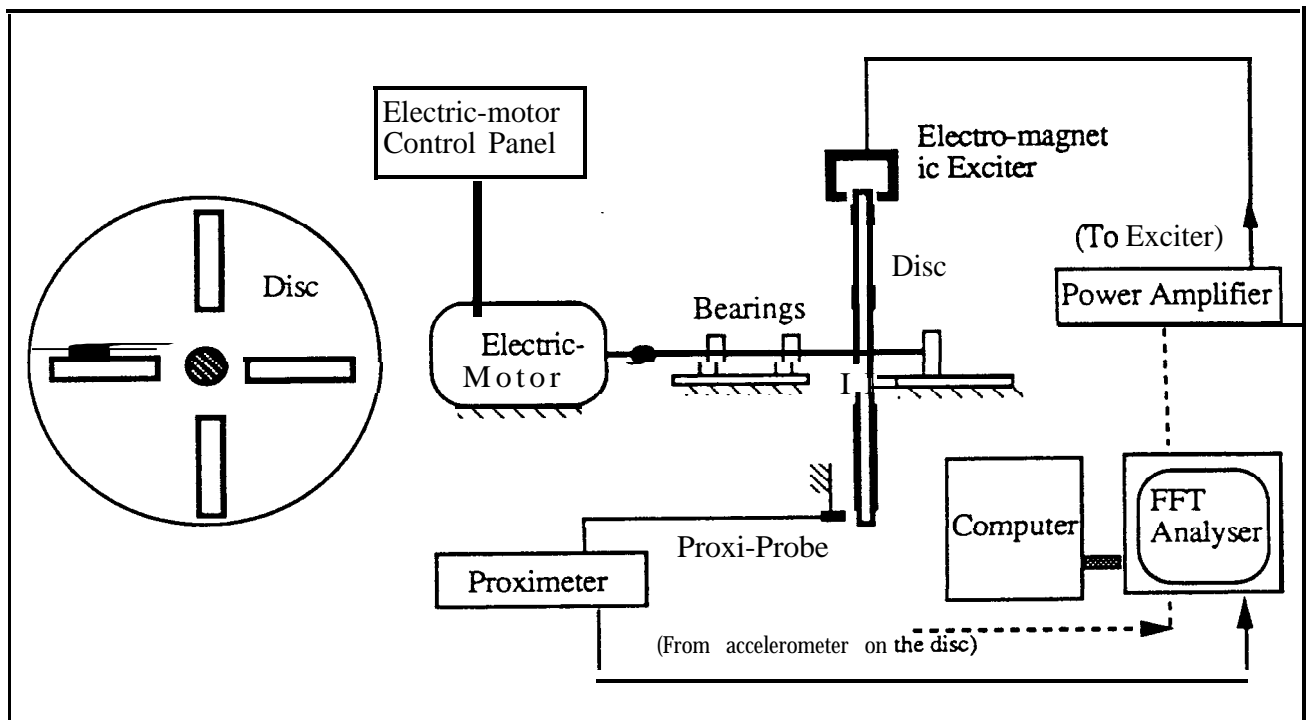 Electric-motor
Control Panel
Electro-magnet
ic Exciter
(To Exciter)
Disc
Disc
Power Amplifier
Bearings
Electric-
Motor
I I
FFT
Analyser
Computer
Proxi-Probe
Proximeter
(From accelerometer on the disc)